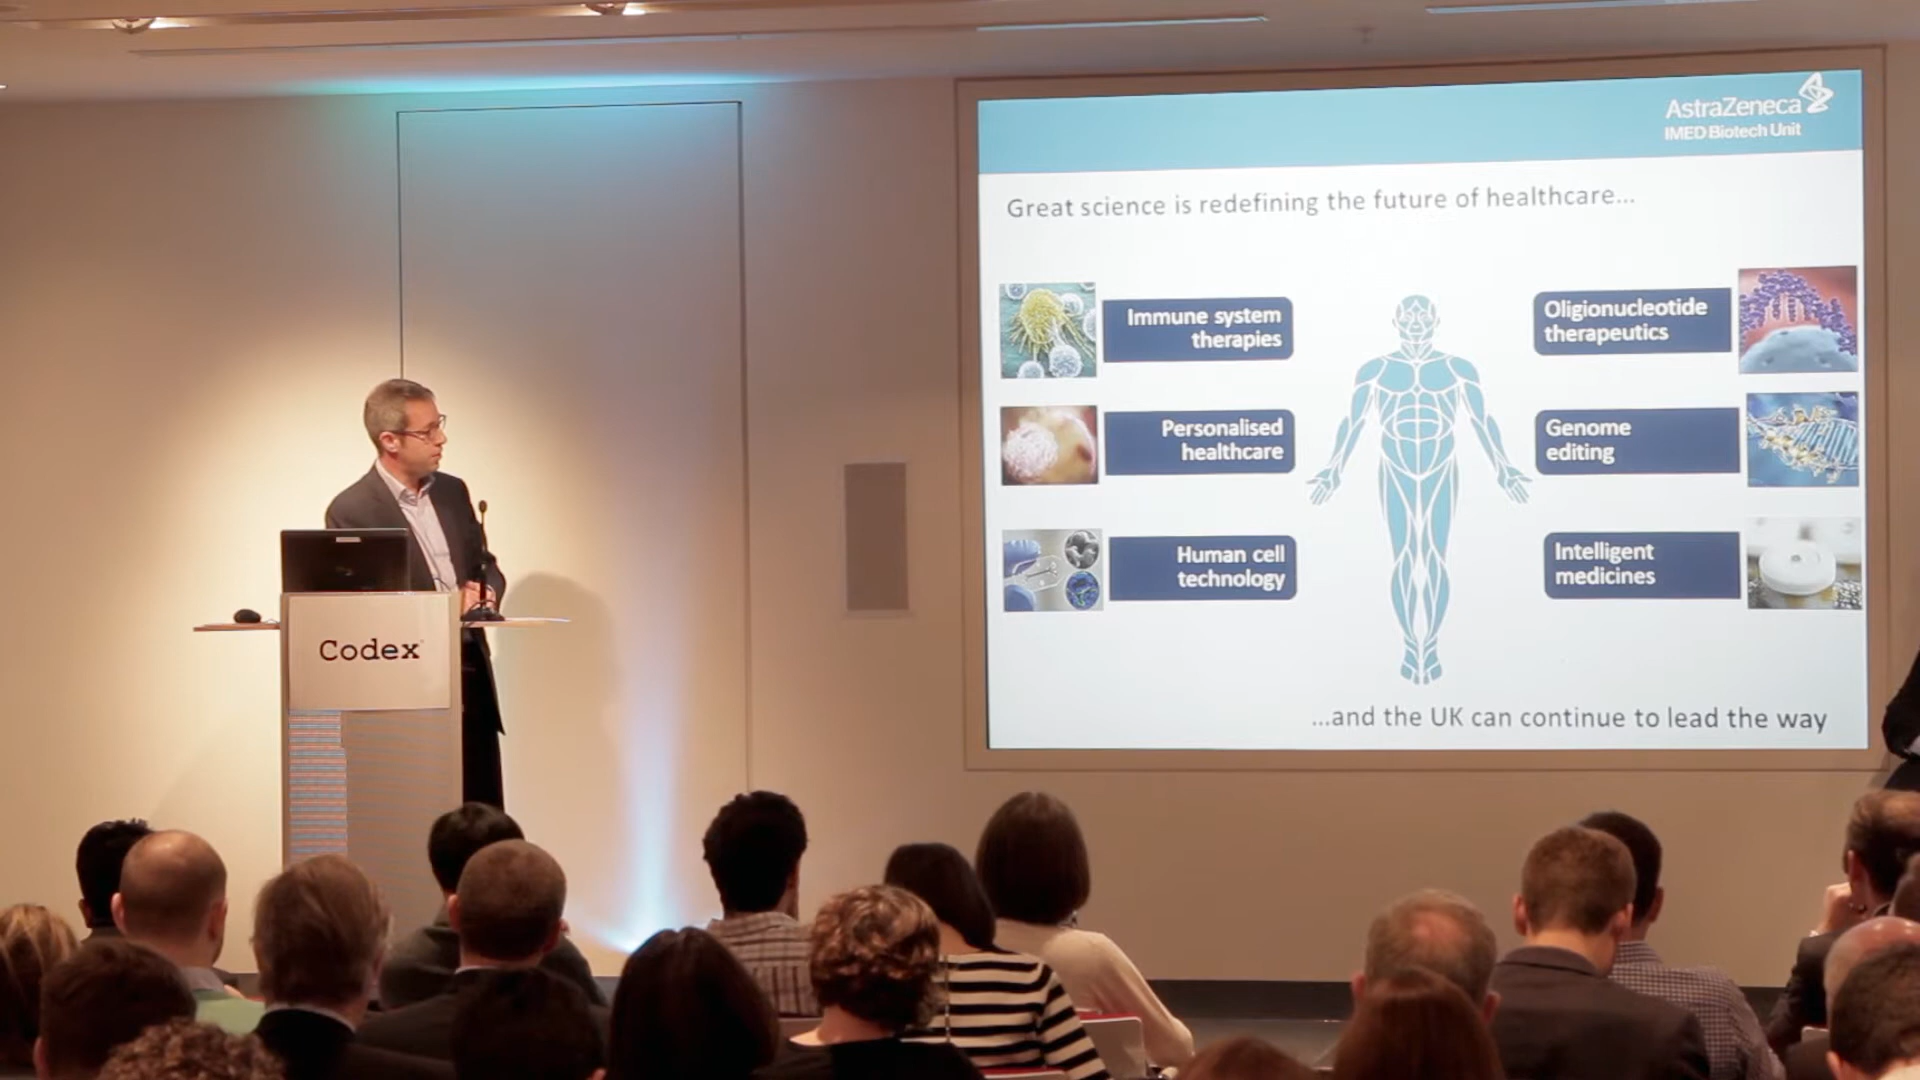 AstraZeneca
IMED Biotech Unit
Great science is redefining the future of healthcare...
Immune system
therapies
Oligionucleotide
therapeutics
Personalised
healthcare
Genome
editing
Human cell
technology
Intelligent
medicines
...and the UK can continue to lead the way
Codex